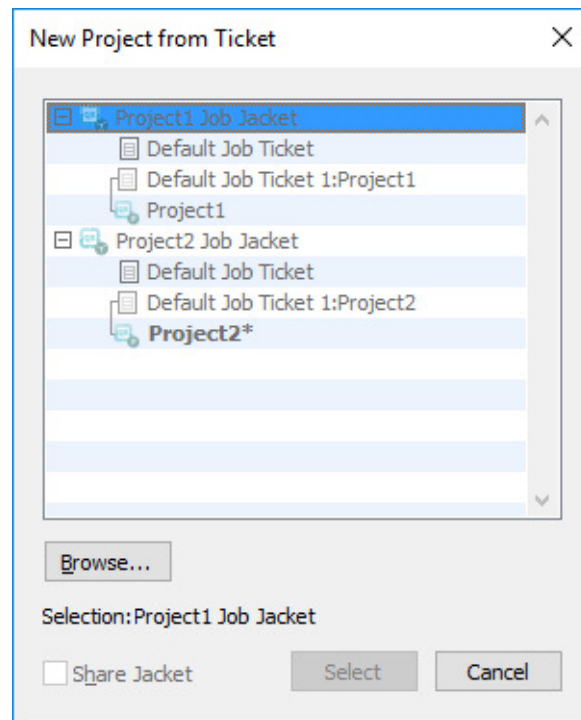 New Project from Ticket
Project1 Job Jacket
Default Job Ticket
Default Job Ticket 1:Project1
Project1
Project2 Job Jacket
Default Job Ticket
Default Job Ticket 1:Project2
Project2*
Browse...
Selection:Project1 Job Jacket
Share Jacket
Select
Cancel